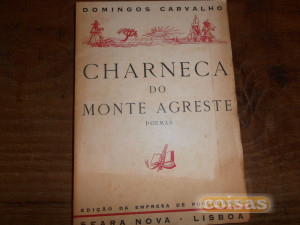 DOMINGOS CARVALHO
CHARNECA
DO
MONTE AGRESTE
POEMAS
EDIÇÃO DA EMPRESA DE
SEARA NOVA - LISBOA
coisas